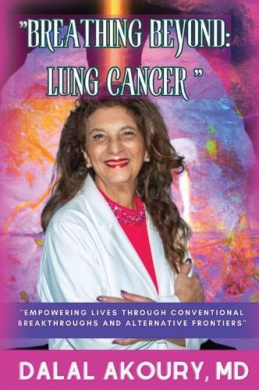 "BREATHING BEYOND:
LUNG CANCER "
"EMPOWERING LIVES THROUGH CONVENTIONAL
BREAKTHROUGHS AND ALTERNATIVE FRONTIERS"
DALAL AKOURY, MD